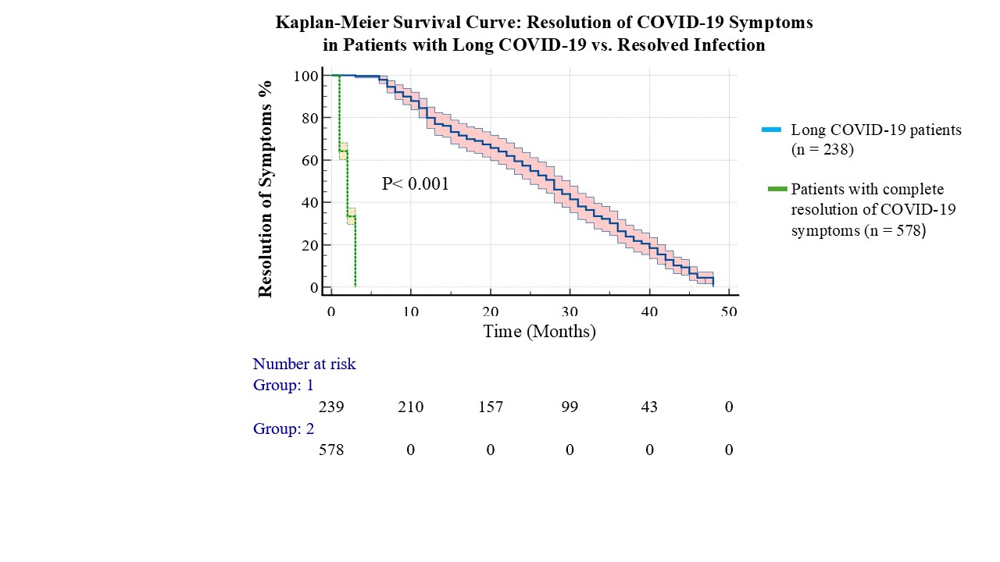 Kaplan-Meier Survival Curve: Resolution of COVID-19 Symptoms
in Patients with Long COVID-19 vs. Resolved Infection
Resolution of Symptoms %
100
80
60
40
20
0
P< 0.001
0 10 20 30 40 50
Time (Months)
Long COVID-19 patients
(n = 238)
Patients with complete
resolution of COVID-19
symptoms (n = 578)
Number at risk
Group: 1
239 210 157 99 43 0
Group: 2
578 0 0 0 0 0